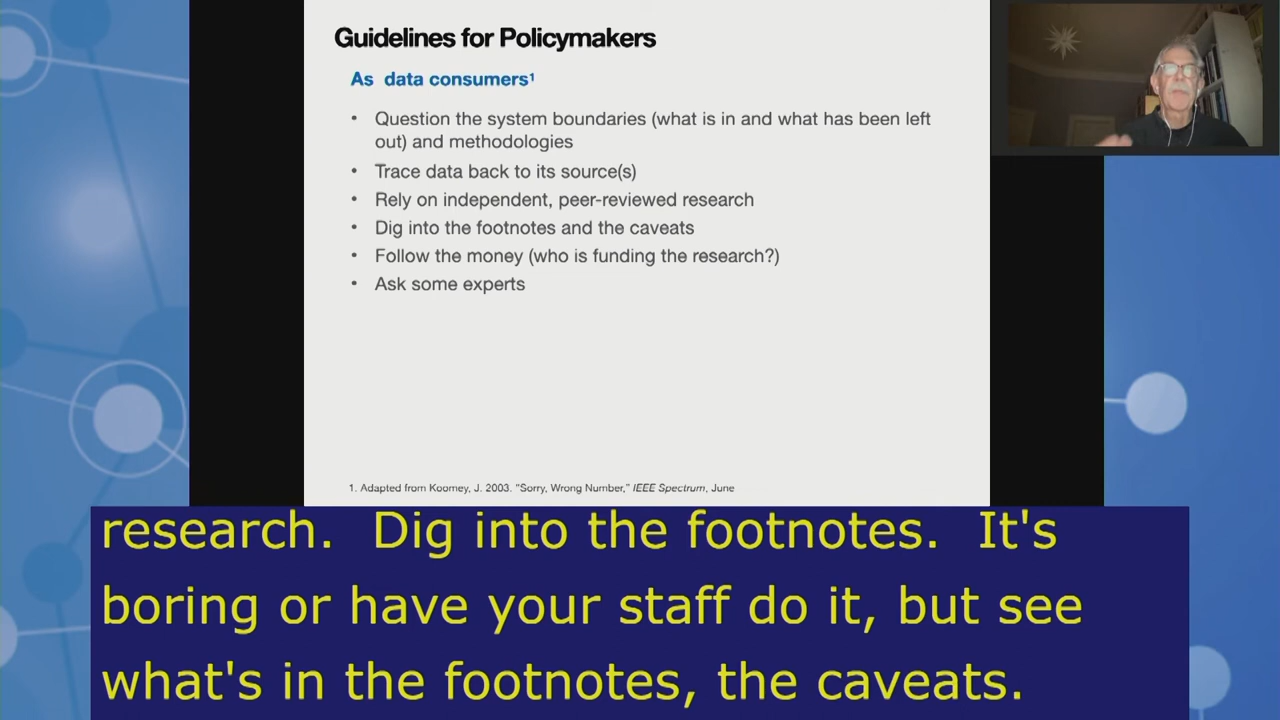 Guidelines for Policymakers
As data consumers¹
• Question the system boundaries (what is in and what has been left
out) and methodologies
• Trace data back to its source(s)
• Rely on independent, peer-reviewed research
• Dig into the footnotes and the caveats
• Follow the money (who is funding the research?)
• Ask some experts
1. Adapted from Koomey, J. 2003. "Sorry, Wrong Number," IEEE Spectrum, June
research. Dig into the footnotes. It's
boring or have your staff do it, but see
what's in the footnotes, the caveats.